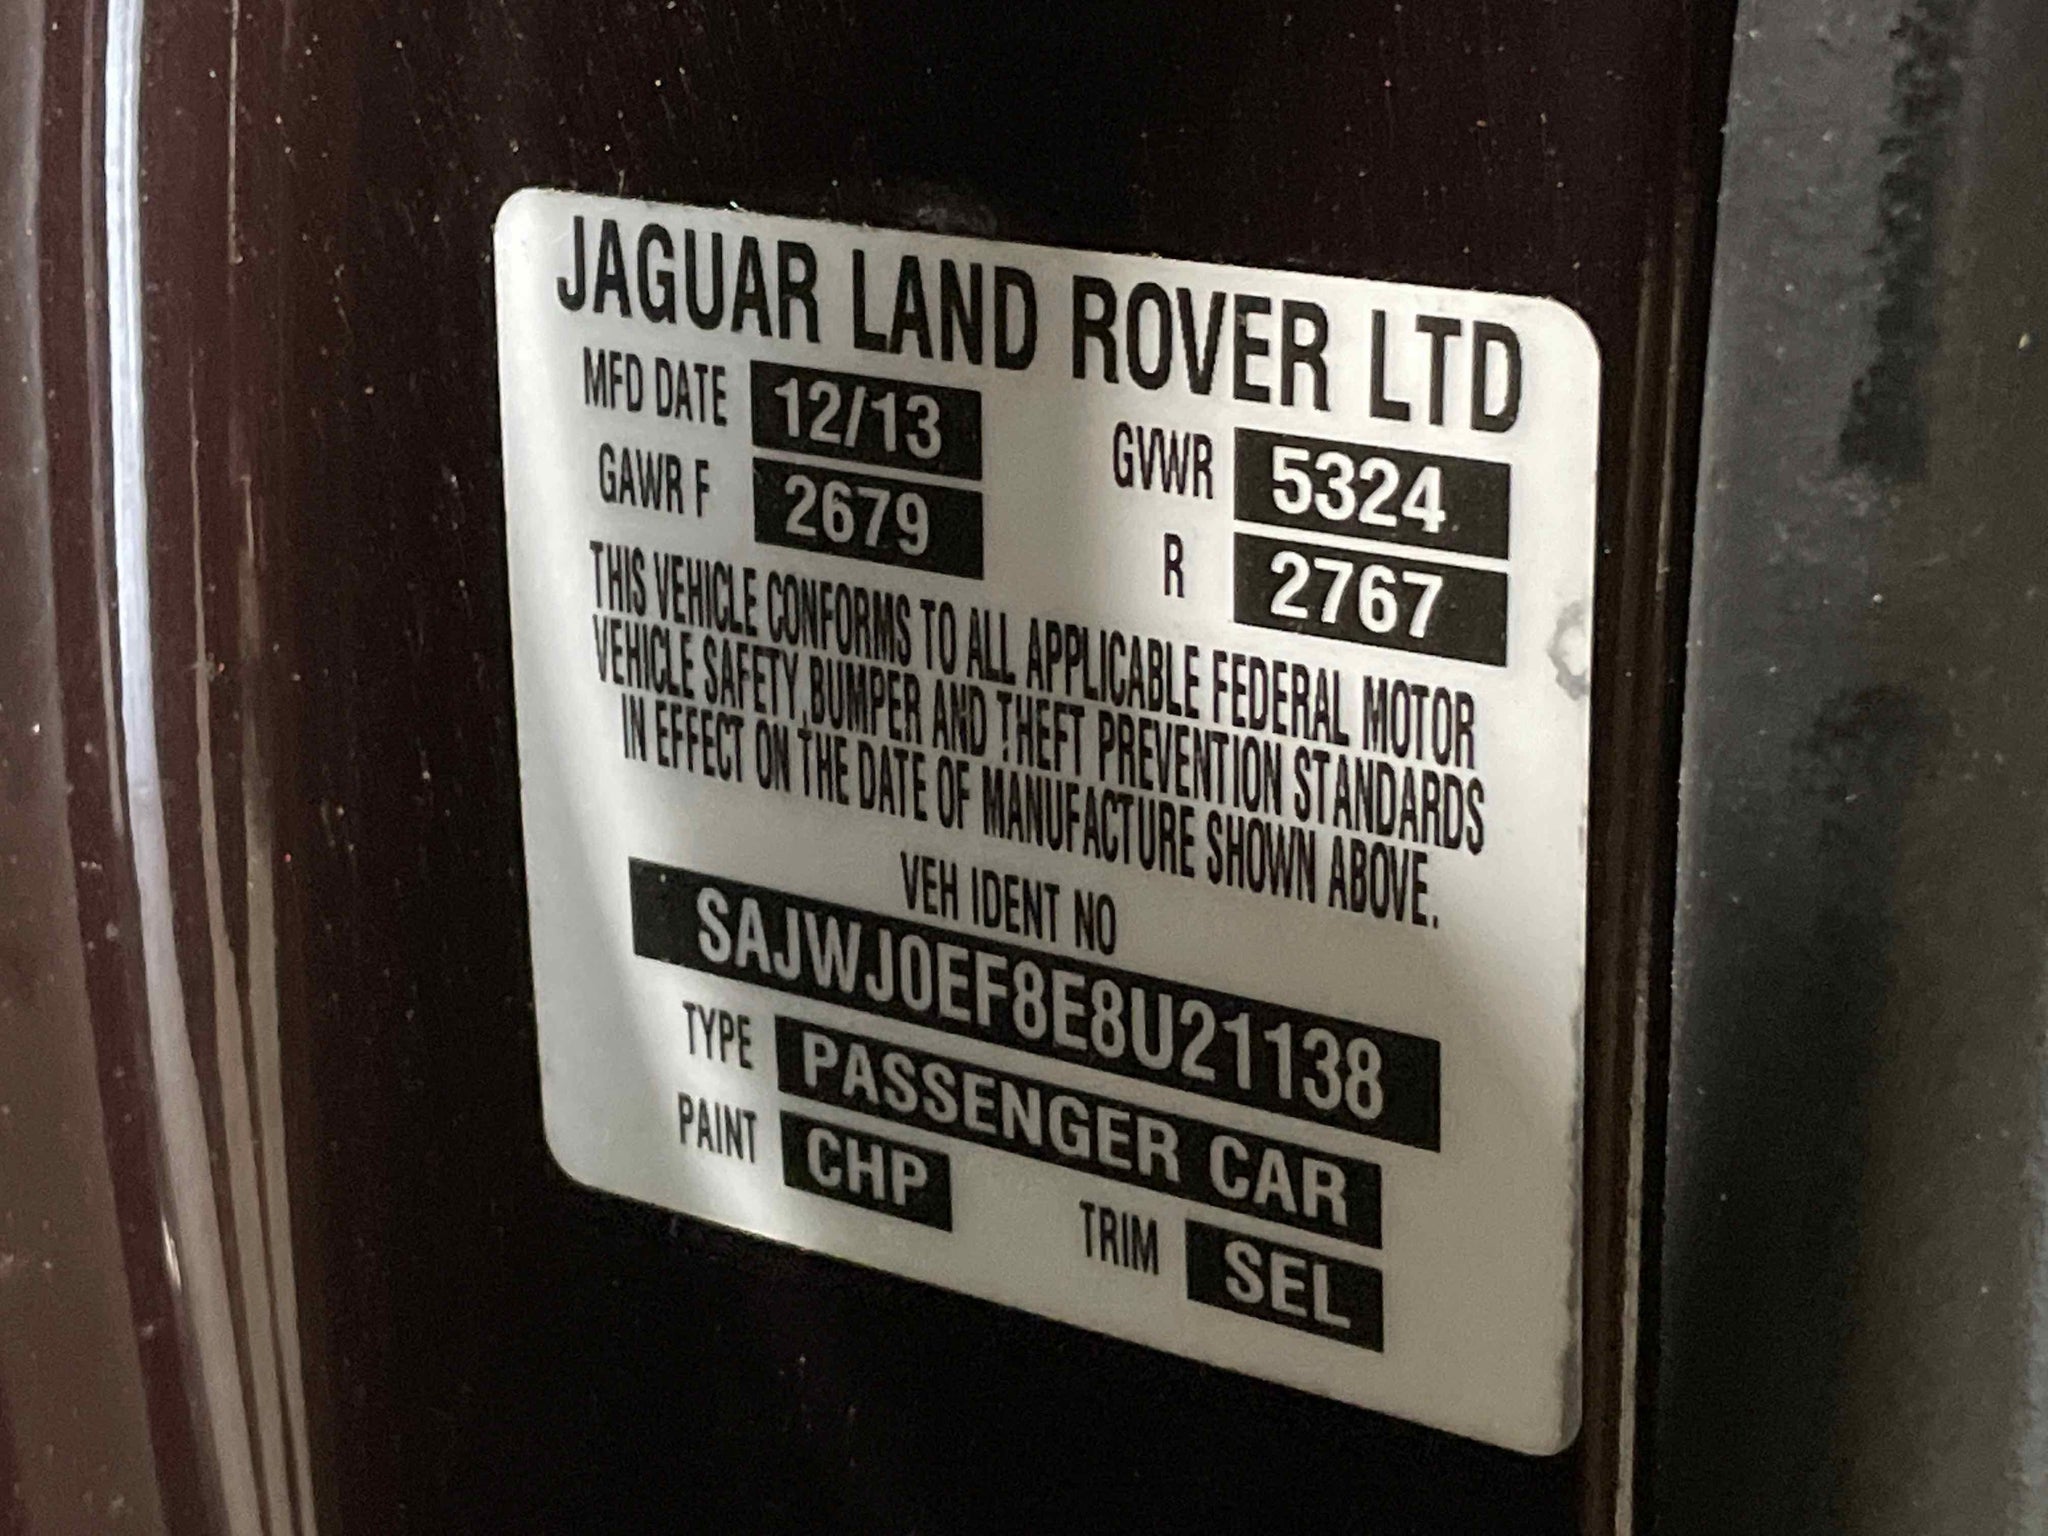 JAGUAR LAND ROVER LTD
MFD DATE 12/13 GVWR 5324
GAWR F 2679 R 2767
THIS VEHICLE CONFORMS TO ALL APPLICABLE FEDERAL MOTOR
VEHICLE SAFETY,BUMPER AND THEFT PREVENTION STANDARDS
IN EFFECT ON THE DATE OF MANUFACTURE SHOWN ABOVE.
VEH IDENT NO
SAJWJ0EF8E8U21138
TYPE PASSENGER CAR
PAINT CHP TRIM SEL